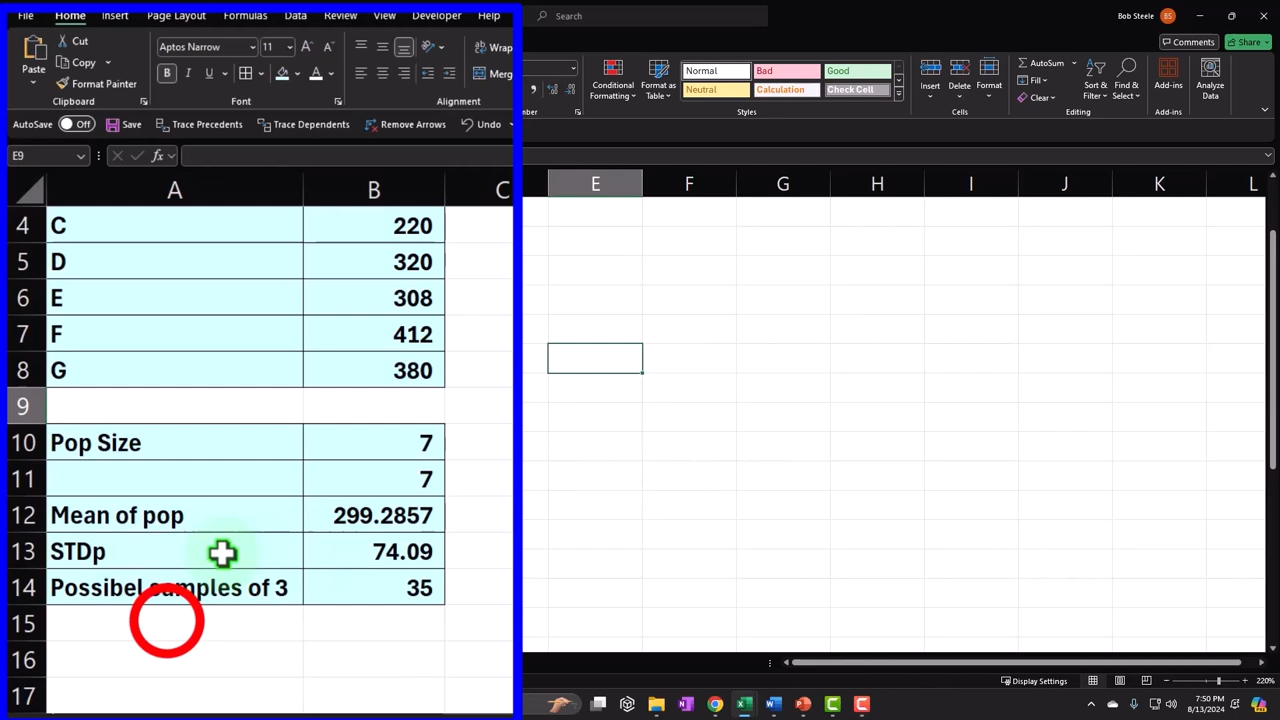 File Home Insert Page Layout Formulas Data Review View Developer Help Search Bob Steele BS
Comments Share
Paste Cut Copy Format Painter
Aptos Narrow 11 A A
B I U A
Wrap
Merg
Conditional Formatting Format as Table
Normal Bad Good
Neutral Calculation Check Cell
Insert Delete Format
AutoSum Fill Clear
Sort & Filter Find & Select Add-ins Analyze Data
Clipboard Font Alignment Styles Cells Editing Add-ins
AutoSave Off Save Trace Precedents Trace Dependents Remove Arrows Undo
E9 fx
A B C E F G H I J K L
4 C 220
5 D 320
6 E 308
7 F 412
8 G 380
9
10 Pop Size 7
11 7
12 Mean of pop 299.2857
13 STDp 74.09
14 Possibel samples of 3 35
15
16
17
Display Settings 220%
7:50 PM
8/13/2024